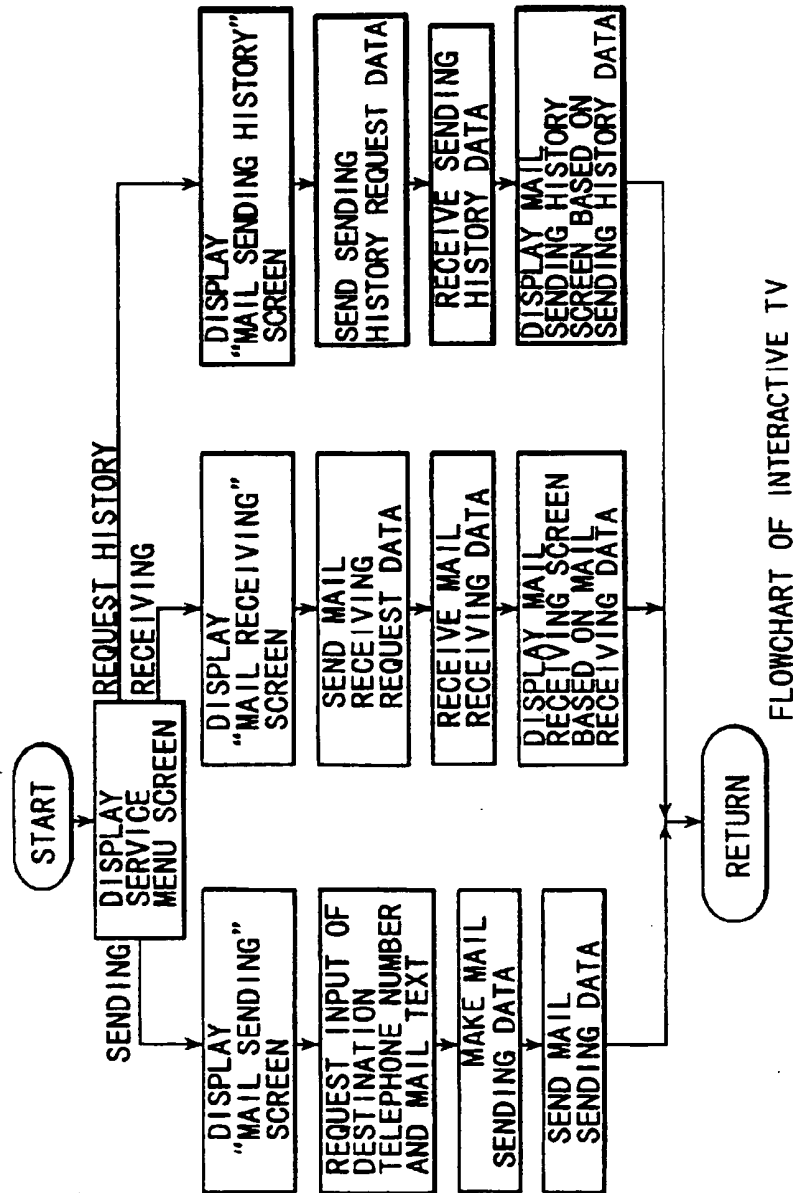 START
DISPLAY
SERVICE
MENU SCREEN
SENDING
REQUEST HISTORY
RECEIVING
DISPLAY
"MAIL SENDING"
SCREEN
REQUEST INPUT OF
DESTINATION
TELEPHONE NUMBER
AND MAIL TEXT
MAKE MAIL
SENDING DATA
SEND MAIL
SENDING DATA
DISPLAY
"MAIL RECEIVING"
SCREEN
SEND MAIL
RECEIVING
REQUEST DATA
RECEIVE MAIL
RECEIVING DATA
DISPLAY MAIL
RECEIVING SCREEN
BASED ON MAIL
RECEIVING DATA
DISPLAY
"MAIL SENDING HISTORY"
SCREEN
SEND SENDING
HISTORY REQUEST DATA
RECEIVE SENDING
HISTORY DATA
DISPLAY MAIL
SENDING HISTORY
SCREEN BASED ON
SENDING HISTORY DATA
RETURN
FLOWCHART OF INTERACTIVE TV